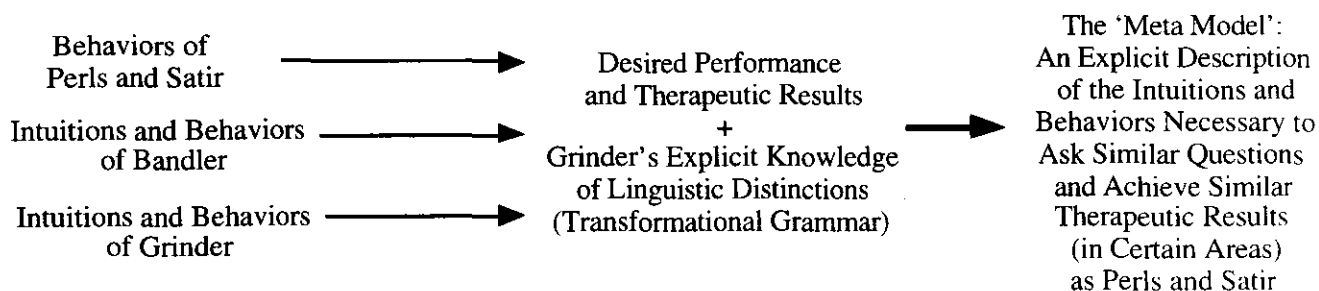 Behaviors of
Perls and Satir
Intuitions and Behaviors
of Bandler
Intuitions and Behaviors
of Grinder
Desired Performance
and Therapeutic Results
+
Grinder's Explicit Knowledge
of Linguistic Distinctions
(Transformational Grammar)
The ‘Meta Model’:
An Explicit Description
of the Intuitions and
Behaviors Necessary to
Ask Similar Questions
and Achieve Similar
Therapeutic Results
(in Certain Areas)
as Perls and Satir